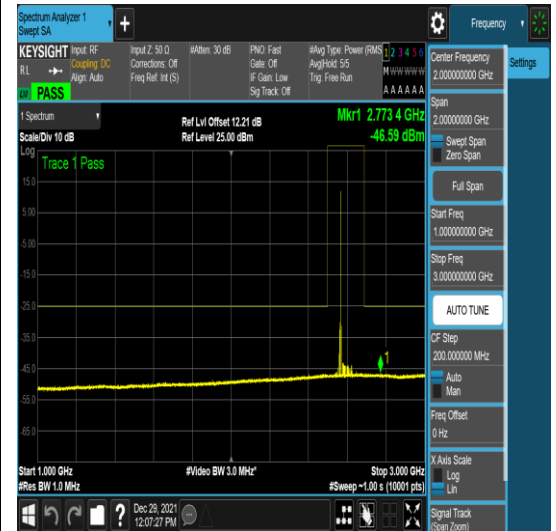 Spectrum Analyzer 1
Swept SA
+
Frequency
KEYSIGHT
RL
PASS
Input: RF
Coupling: DC
Align: Auto
Input Z: 50 Ω
Corrections: Off
Freq Ref: Int (S)
#Atten: 30 dB
PNO: Fast
Gate: Off
IF Gain: Low
Sig Track: Off
#Avg Type: Power (RMS
Avg|Hold: 5/5
Trig: Free Run
1 2 3 4 5 6
M W W W W W
A A A A A A
1 Spectrum
Scale/Div 10 dB
Ref Lvl Offset 12.21 dB
Ref Level 25.00 dBm
Mkr1 2.773 4 GHz
-46.59 dBm
Log
Trace 1 Pass
15.0
5.00
-5.00
-15.0
-25.0
-35.0
-45.0
-55.0
-65.0
1
Start 1.000 GHz
#Res BW 1.0 MHz
#Video BW 3.0 MHz*
Stop 3.000 GHz
#Sweep ~1.00 s (10001 pts)
Dec 29, 2021
12:07:27 PM
Center Frequency
2.000000000 GHz
Span
2.00000000 GHz
Swept Span
Zero Span
Full Span
Start Freq
1.000000000 GHz
Stop Freq
3.000000000 GHz
AUTO TUNE
CF Step
200.000000 MHz
Auto
Man
Freq Offset
0 Hz
X Axis Scale
Log
Lin
Signal Track
(Span Zoom)
Settings